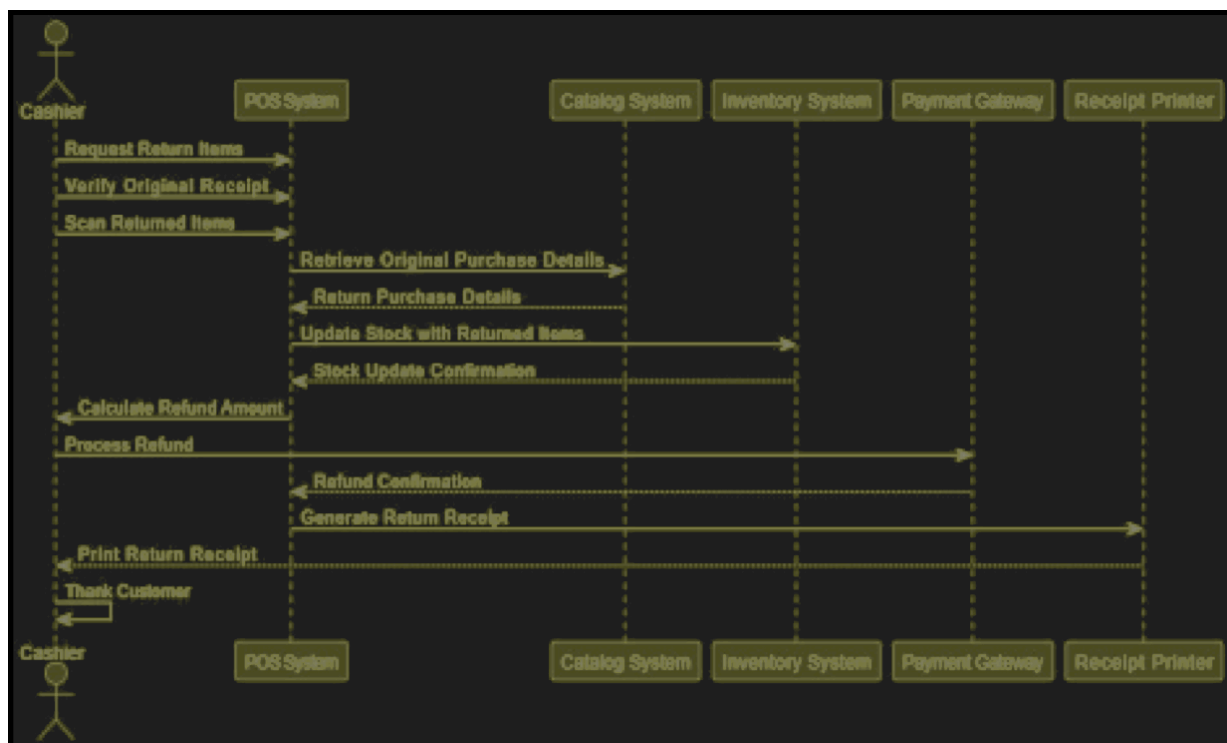 Cashier
POS System
Catalog System
Inventory System
Payment Gateway
Receipt Printer
Request Return Items
Verify Original Receipt
Scan Returned Items
Retrieve Original Purchase Details
Return Purchase Details
Update Stock with Returned Items
Stock Update Confirmation
Calculate Refund Amount
Process Refund
Refund Confirmation
Generate Return Receipt
Print Return Receipt
Thank Customer
Cashier
POS System
Catalog System
Inventory System
Payment Gateway
Receipt Printer